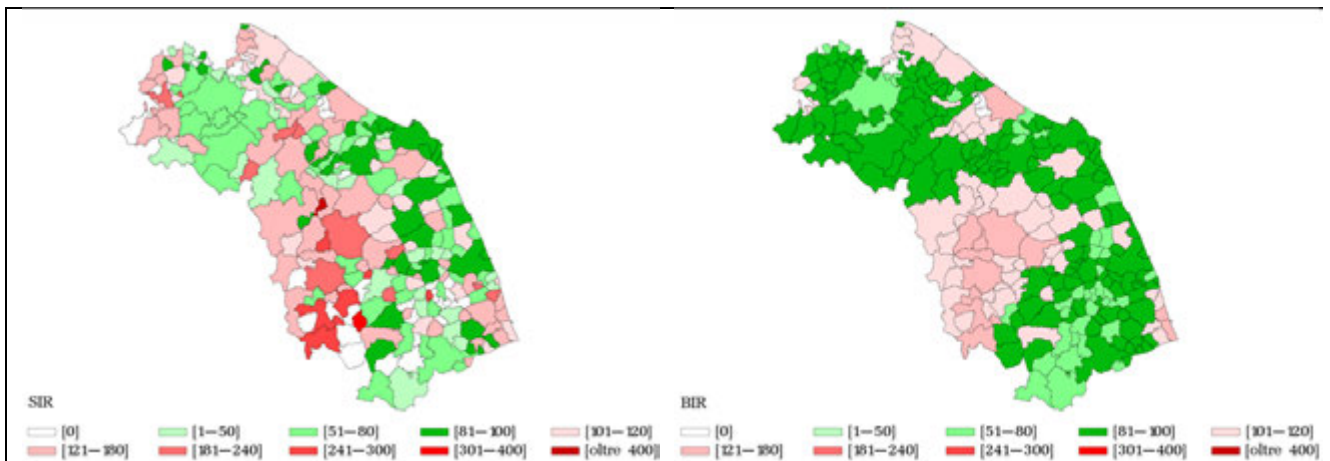 SIR
[0] [1—50] [51—80] [81—100] [101—120]
[121—180] [181—240] [241—300] [301—400] [oltre 400]
BIR
[0] [1—50] [51—80] [81—100] [101—120]
[121—180] [181—240] [241—300] [301—400] [oltre 400]